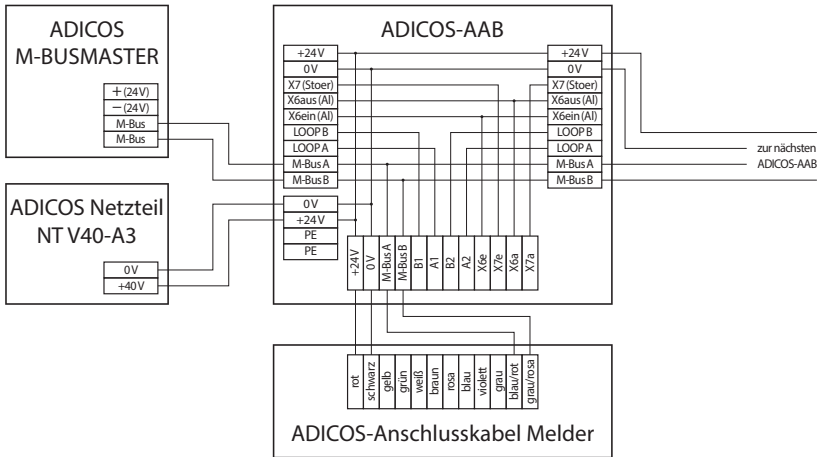 ADICOS
M-BUSMASTER
+ (24V)
− (24V)
M-Bus
M-Bus
ADICOS Netzteil
NT V40-A3
0V
+40V
ADICOS-AAB
+24V
0V
X7 (Stoer)
X6aus (Al)
X6ein (Al)
LOOP B
LOOP A
M-Bus A
M-Bus B
0V
+24V
PE
PE
+24V
0V
X7 (Stoer)
X6aus (Al)
X6ein (Al)
LOOP B
LOOP A
M-Bus A
M-Bus B
zur nächsten
ADICOS-AAB
+24V
0V
M-Bus A
M-Bus B
B1
A1
B2
A2
X6e
X7e
X6a
X7a
rot
schwarz
gelb
grün
weiß
braun
rosa
blau
violett
grau
blau/rot
grau/rosa
ADICOS-Anschlusskabel Melder